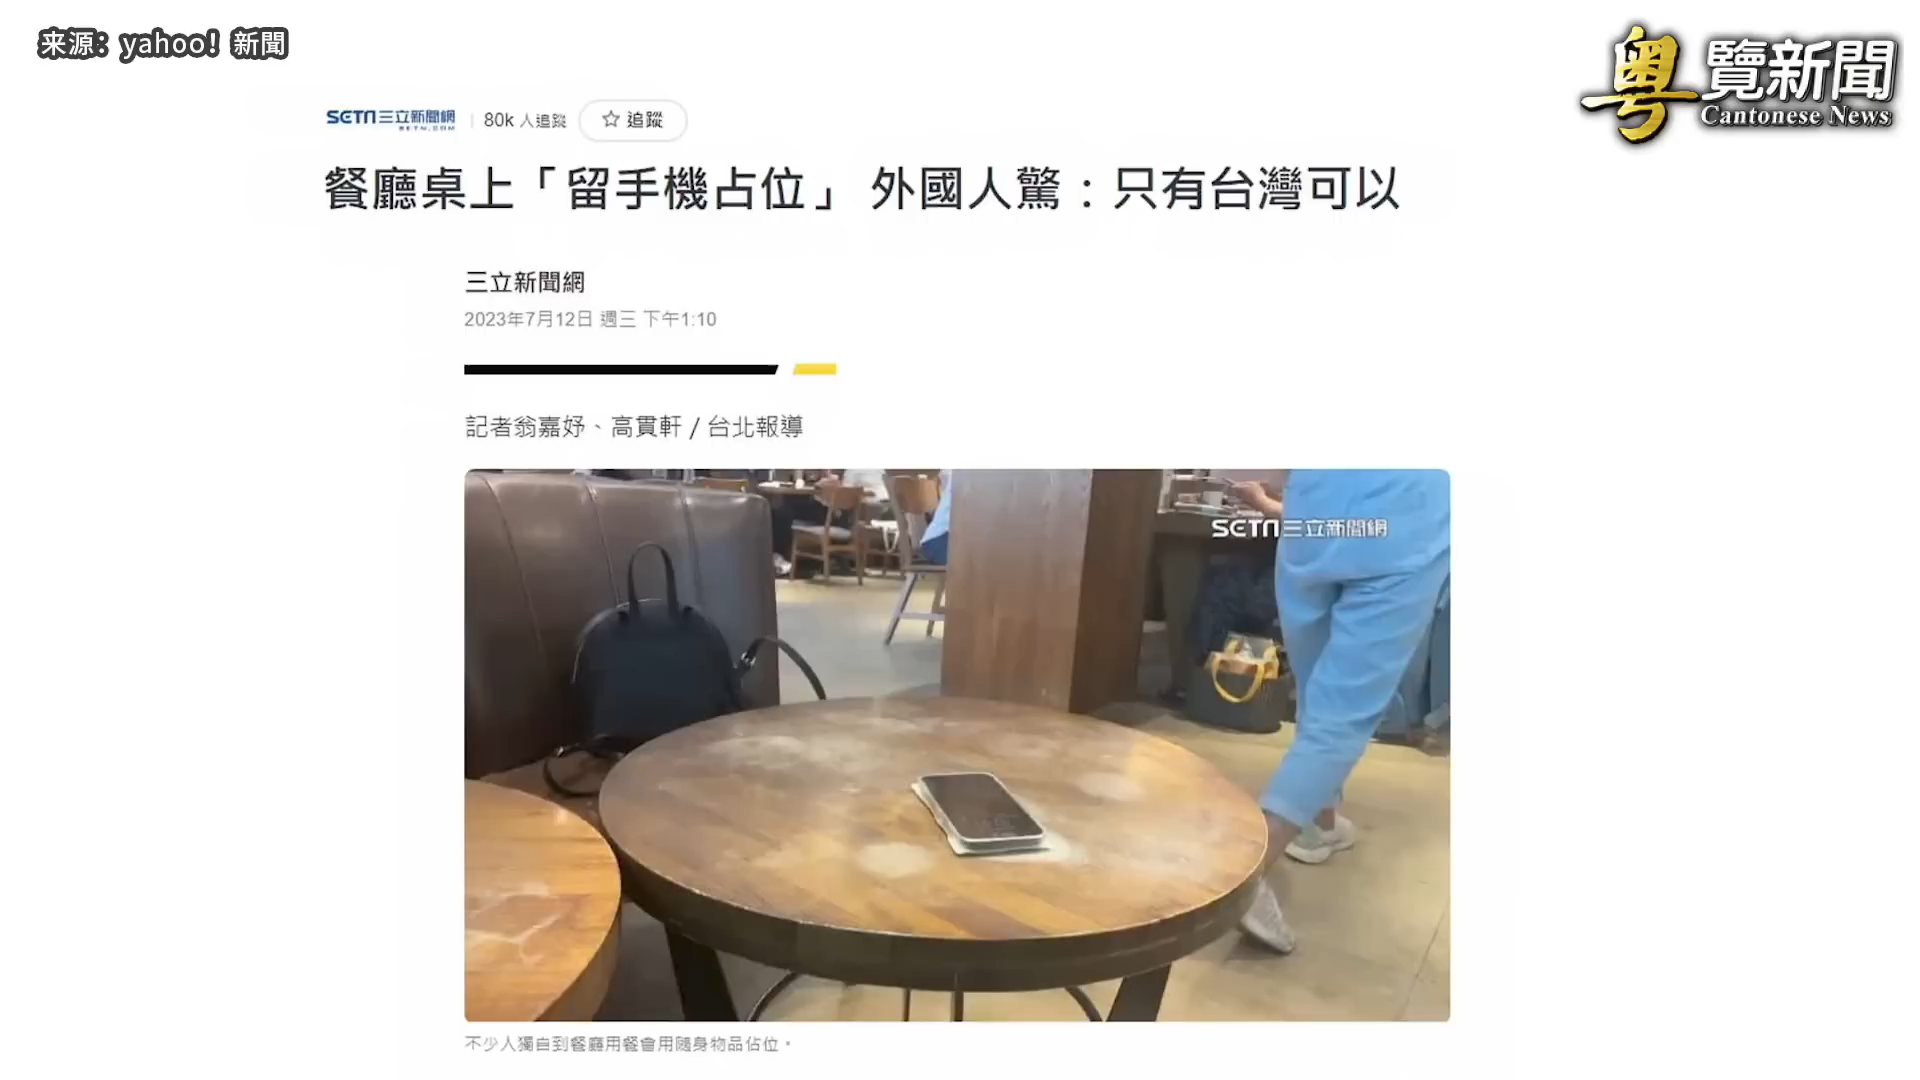 来源：yahoo！新聞
粤覽新聞
Cantonese News
SETN三立新聞網
SETN.COM
80k 人追蹤
☆ 追蹤
餐廳桌上「留手機占位」 外國人驚：只有台灣可以
三立新聞網
2023年7月12日 週三 下午1:10
記者翁嘉妤、高貫軒 / 台北報導
SETN三立新聞網
不少人獨自到餐廳用餐會用隨身物品佔位。